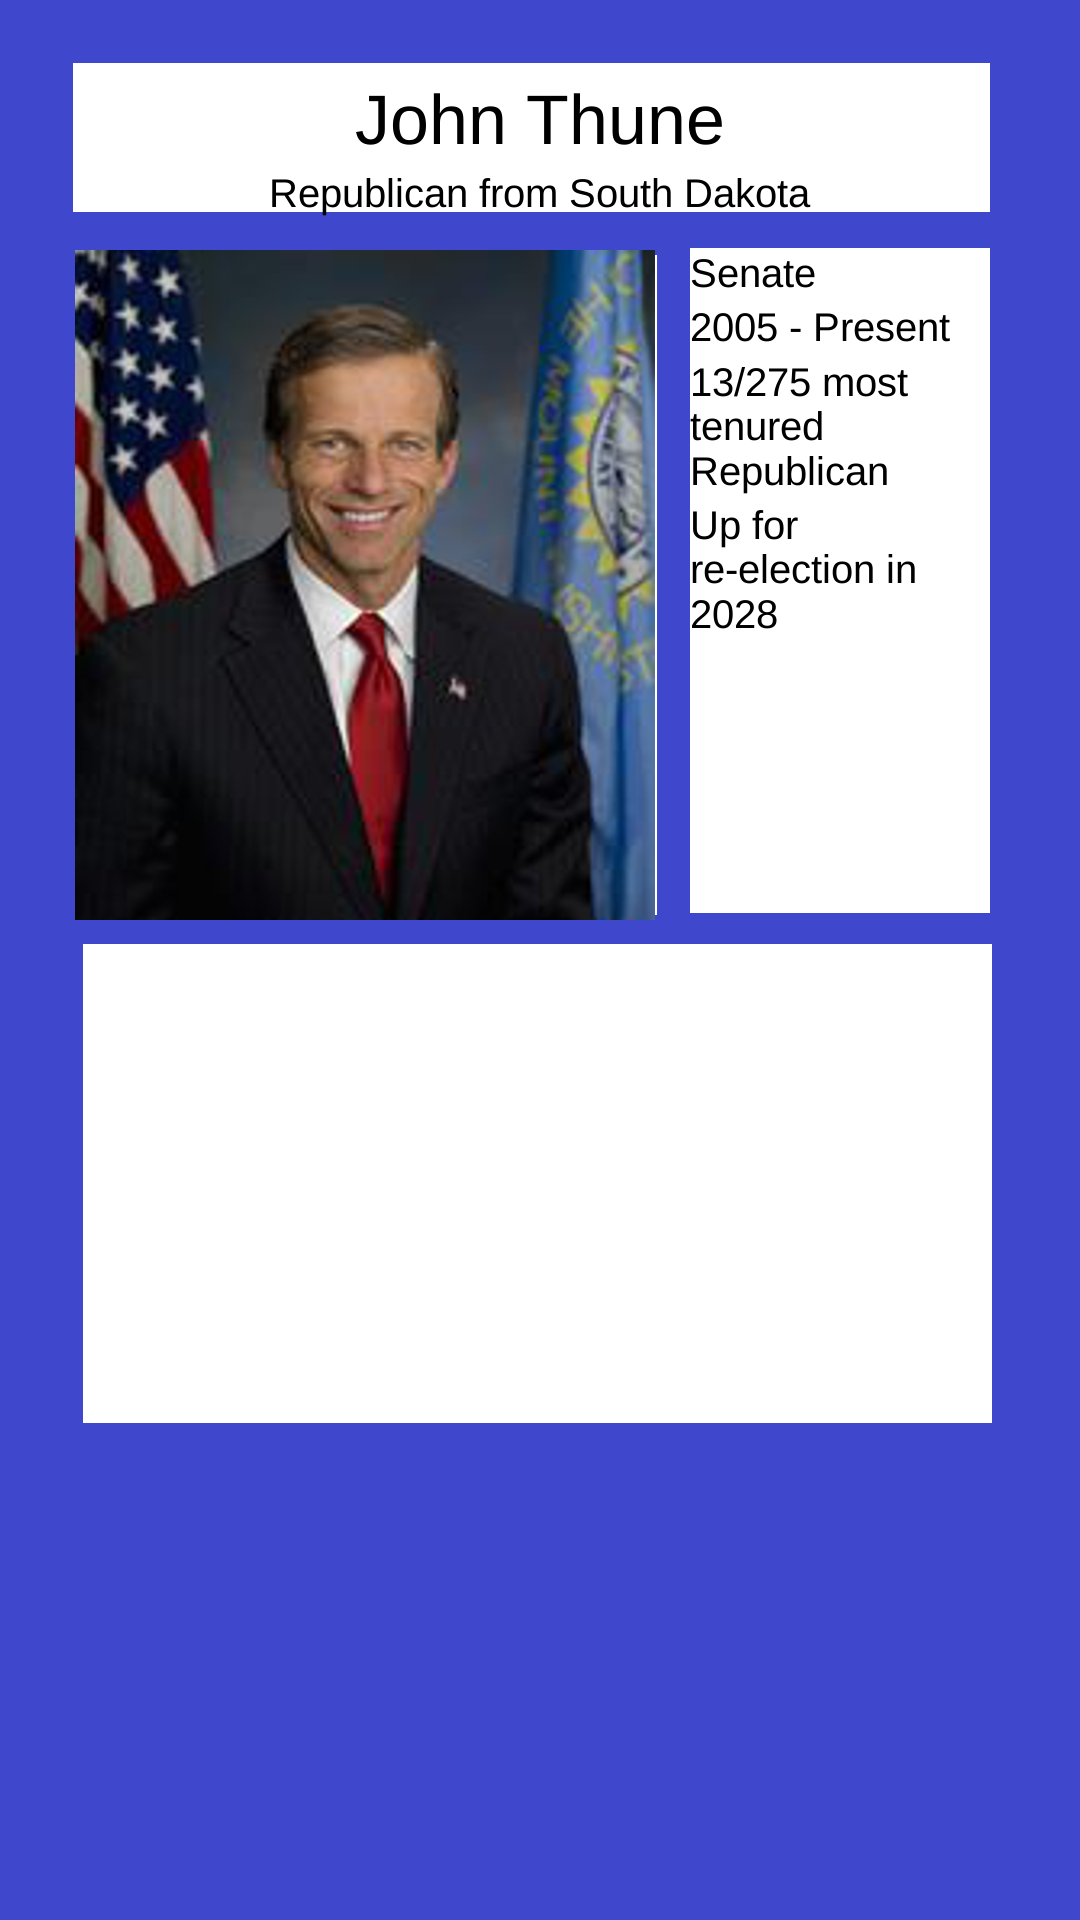 John Thune
Republican from South Dakota
Senate
2005 - Present
13/275 most
tenured
Republican
Up for
re-election in
2028